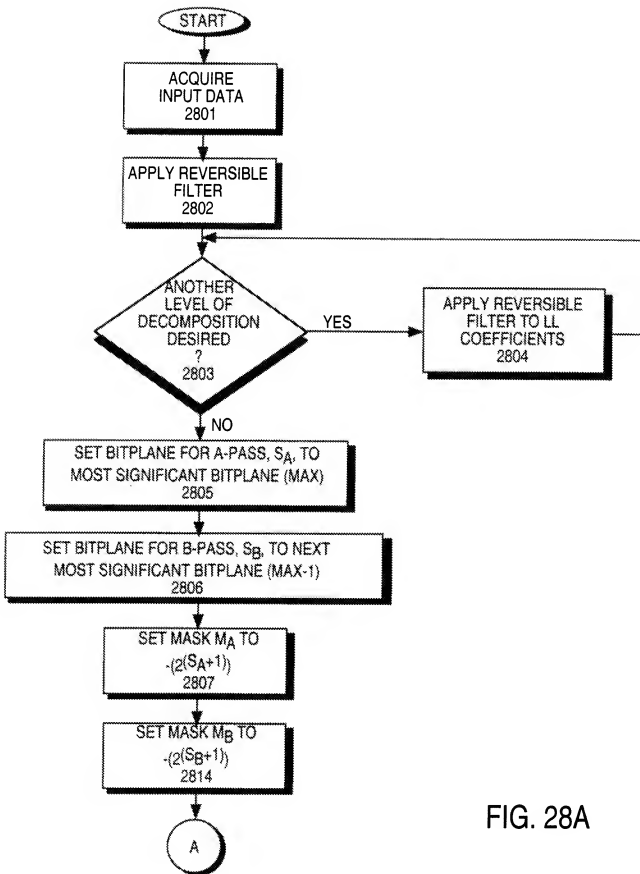 START
ACQUIRE
INPUT DATA
2801
APPLY REVERSIBLE
FILTER
2802
ANOTHER
LEVEL OF
DECOMPOSITION
DESIRED
?
2803
YES
APPLY REVERSIBLE
FILTER TO LL
COEFFICIENTS
2804
NO
SET BITPLANE FOR A-PASS, SA, TO
MOST SIGNIFICANT BITPLANE (MAX)
2805
SET BITPLANE FOR B-PASS, SB, TO NEXT
MOST SIGNIFICANT BITPLANE (MAX-1)
2806
SET MASK MA TO
-(2(SA+1))
2807
SET MASK MB TO
-(2(SB+1))
2814
A
FIG. 28A